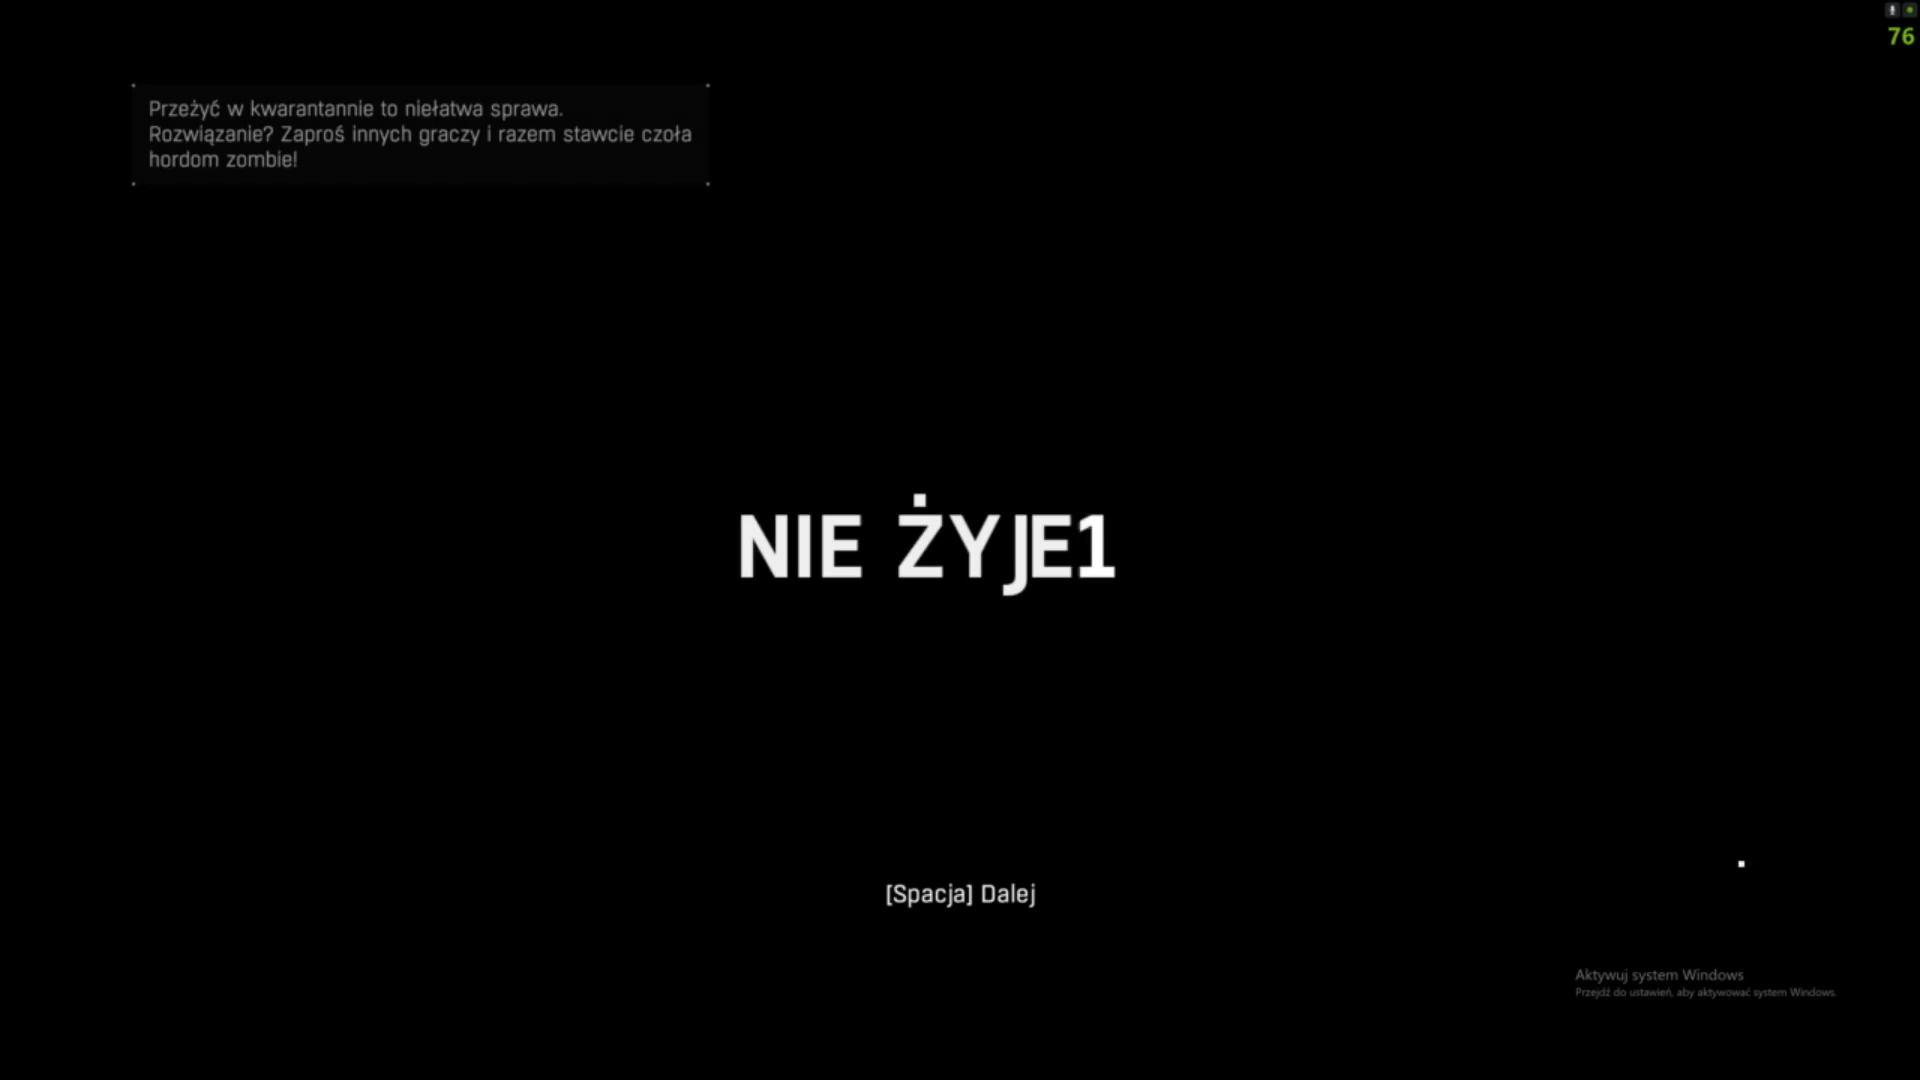 76
Przeżyć w kwarantannie to niełatwa sprawa.
Rozwiązanie? Zaproś innych graczy i razem stawcie czoła
hordom zombie!
NIE ŻYJE1
[Spacja] Dalej
Aktywuj system Windows
Przejdź do ustawień, aby aktywować system Windows.